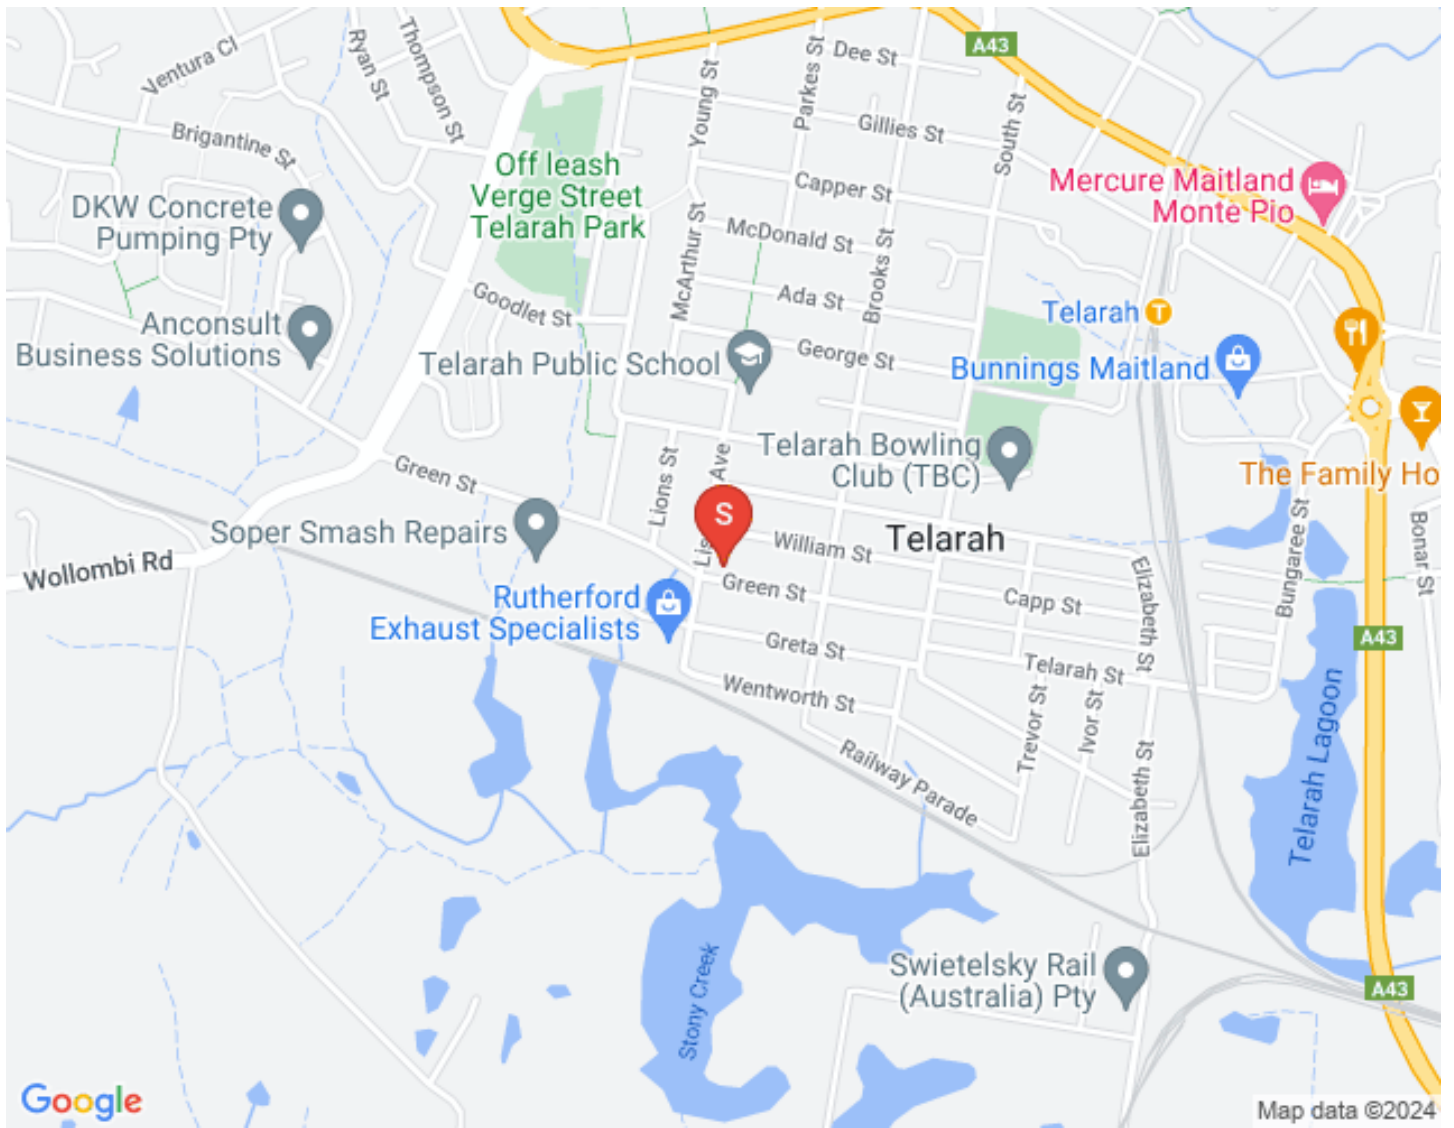 A43
Dee St
Parkes St
Young St
Thompson St
Ryan St
Ventura Cl
Brigantine St
Gillies St
South St
Off leash
Verge Street
Telarah Park
Capper St
Mercure Maitland
Monte Pio
DKW Concrete
Pumping Pty
McArthur St
McDonald St
Brooks St
Goodlet St
Ada St
Telarah
T
Anconsult
Business Solutions
George St
Telarah Public School
Bunnings Maitland
Green St
Lions St
Ave
Telarah Bowling
Club (TBC)
The Family Ho
S
Soper Smash Repairs
Lis
William St
Telarah
Bonar St
Bungaree St
Wollombi Rd
Elizabeth St
Rutherford
Exhaust Specialists
Green St
Capp St
A43
Greta St
Telarah St
Wentworth St
Trevor St
Ivor St
Railway Parade
Elizabeth St
Telarah Lagoon
Stony Creek
Swietelsky Rail
(Australia) Pty
A43
Google
Map data ©2024